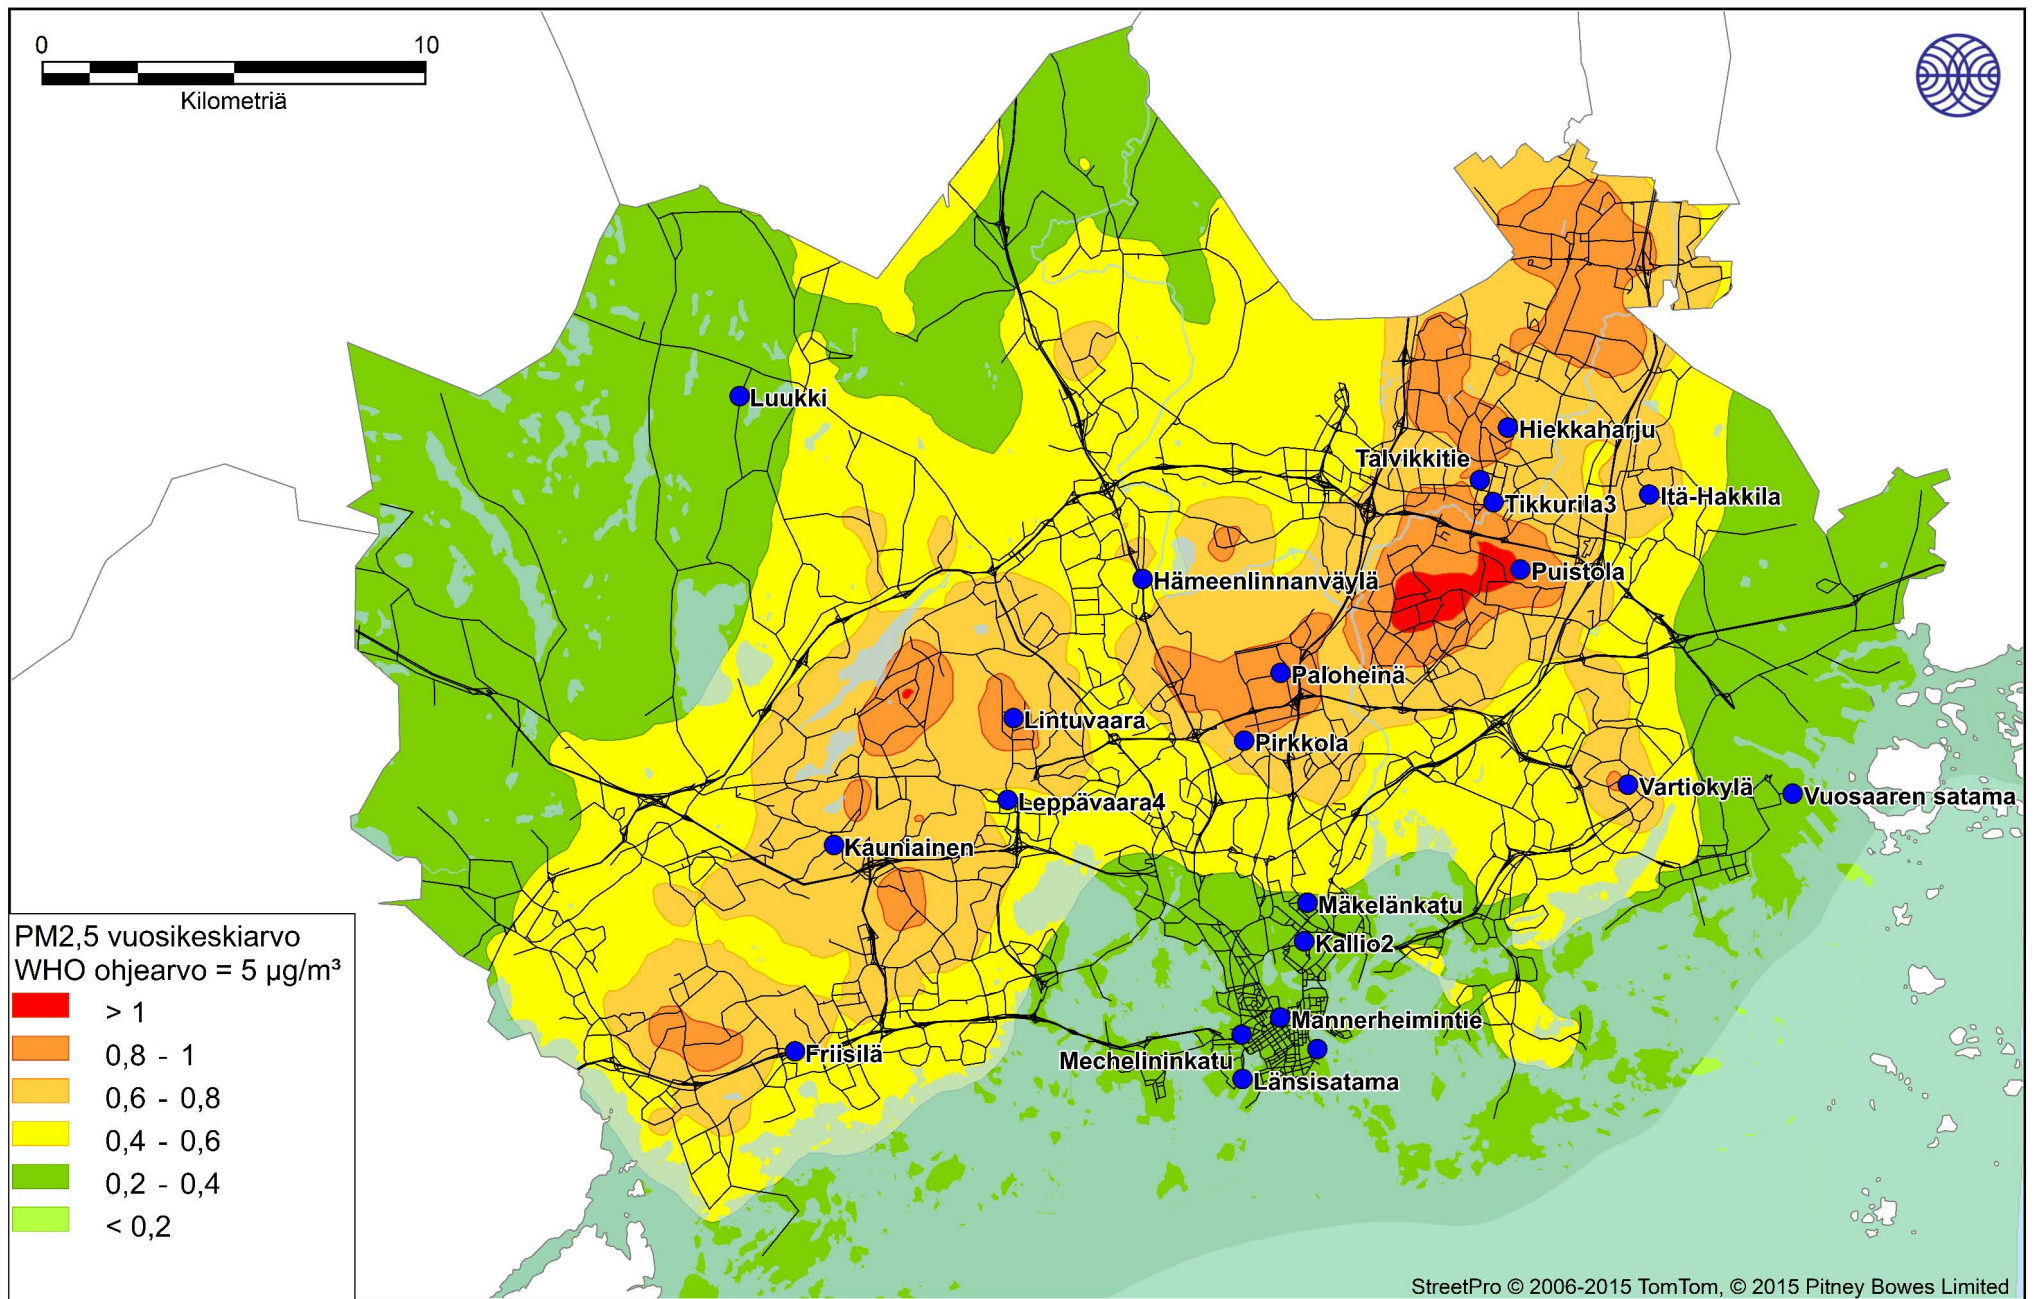 0 10
Kilometriä
Luukki
Hiekkaharju
Talvikkitie
Tikkurila3
Itä-Hakkila
Puistola
Hämeenlinnanväylä
Paloheinä
Lintuvaara
Pirkkola
Vartiokylä
Vuosaaren satama
Leppävaara4
Kauniainen
Mäkelänkatu
Kallio2
Mannerheimintie
Mechelininkatu
Friisilä
Länsisatama
PM2,5 vuosikeskiarvo
WHO ohjearvo = 5 µg/m³
> 1
0,8 - 1
0,6 - 0,8
0,4 - 0,6
0,2 - 0,4
< 0,2
StreetPro © 2006-2015 TomTom, © 2015 Pitney Bowes Limited